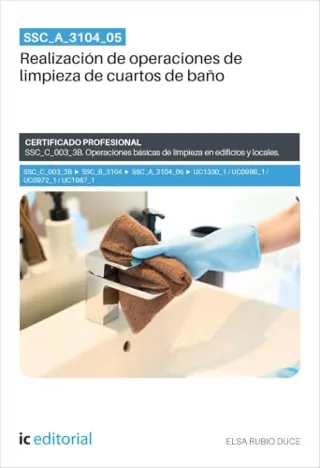 SSC_A_3104_05
Realización de operaciones de
limpieza de cuartos de baño
CERTIFICADO PROFESIONAL
SSC_C_003_3B. Operaciones básicas de limpieza en edificios y locales.
SSC_C_003_3B ▶ SSC_B_3104 ▶ SSC_A_3104_05 ▶ UC1330_1 / UC0996_1 /
UC0972_1 / UC1087_1
ic editorial
ELSA RUBIO DUCE